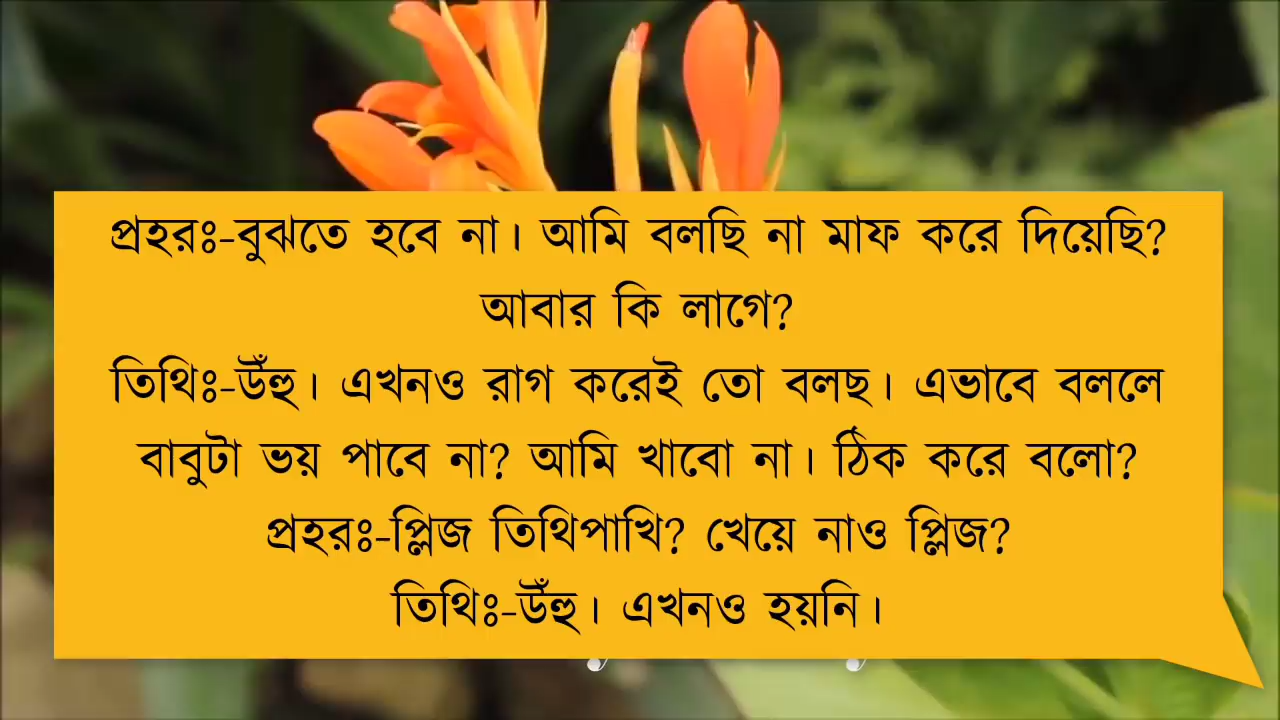 প্রহরঃ-বুঝতে হবে না। আমি বলছি না মাফ করে দিয়েছি?
আবার কি লাগে?
তিথিঃ-উঁহু। এখনও রাগ করেই তো বলছ। এভাবে বললে
বাবুটা ভয় পাবে না? আমি খাবো না। ঠিক করে বলো?
প্রহরঃ-প্লিজ তিথিপাখি? খেয়ে নাও প্লিজ?
তিথিঃ-উঁহু। এখনও হয়নি।